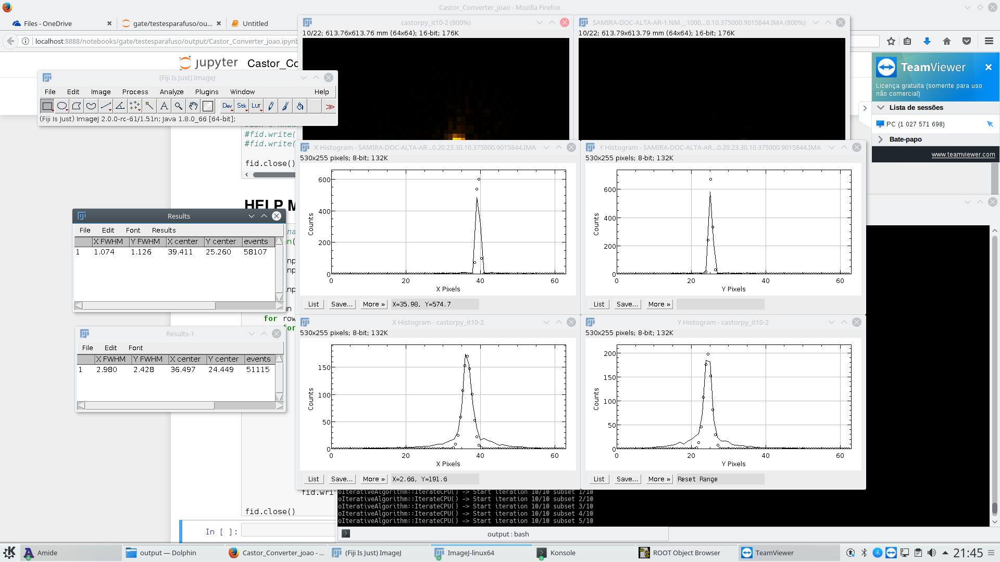 Castor_Converter_joao - Mozilla Firefox
Files - OneDrive
gate/testesparafuso/ou...
Untitled
localhost:8888/notebooks/gate/testesparafuso/output/Castor_Converter_joao.ipynb
jupyter Castor_Co
castorpy_it10-2 (800%)
10/22; 613.76x613.76 mm (64x64); 16-bit; 176K
SAMIRA-DOC-ALTA-AR-1.NM._.1000...0.10.375000.9015844.IMA (800%)
10/22; 613.79x613.79 mm (64x64); 16-bit; 176K
TeamViewer
Licença gratuita (somente para uso
não comercial)
Lista de sessões
PC (1 027 571 698)
Bate-papo
www.teamviewer.com
(Fiji Is Just) ImageJ
File Edit Image Process Analyze Plugins Window Help
Dev Stk LUT
(Fiji Is Just) ImageJ 2.0.0-rc-61/1.51n; Java 1.8.0_66 [64-bit];
#fid.write(
#fid.write(
fid.close()
HELP M
for row
for
fid.wri
fid.close()
In [ ]:
Results
File Edit Font Results
X FWHM Y FWHM X center Y center events
1 1.074 1.126 39.411 25.260 58107
Results-1
File Edit Font
X FWHM Y FWHM X center Y center events
1 2.980 2.428 36.497 24.449 51115
X Histogram - SAMIRA-DOC-ALTA-AR...0.20.23.30.10.375000.9015844.IMA
530x255 pixels; 8-bit; 132K
600
400
200
0
Counts
0 20 40 60
X Pixels
List Save... More » X=35.98, Y=574.7
Y Histogram - SAMIRA-DOC-ALTA-AR...0.20.23.30.10.375000.9015844.IMA
530x255 pixels; 8-bit; 132K
600
400
200
0
Counts
0 20 40 60
Y Pixels
List Save... More »
X Histogram - castorpy_it10-2
530x255 pixels; 8-bit; 132K
150
100
50
0
Counts
0 20 40 60
X Pixels
List Save... More » X=2.66, Y=191.6
Y Histogram - castorpy_it10-2
530x255 pixels; 8-bit; 132K
200
150
100
50
0
Counts
0 20 40 60
Y Pixels
List Save... More » Reset Range
oIterativeAlgorithm::IterateCPU() -> Start iteration 10/10 subset 1/10
oIterativeAlgorithm::IterateCPU() -> Start iteration 10/10 subset 2/10
oIterativeAlgorithm::IterateCPU() -> Start iteration 10/10 subset 3/10
oIterativeAlgorithm::IterateCPU() -> Start iteration 10/10 subset 4/10
oIterativeAlgorithm::IterateCPU() -> Start iteration 10/10 subset 5/10
output : bash
Amide
output — Dolphin
Castor_Converter_joao - ...
(Fiji Is Just) ImageJ
ImageJ-linux64
Konsole
ROOT Object Browser
TeamViewer
21:45